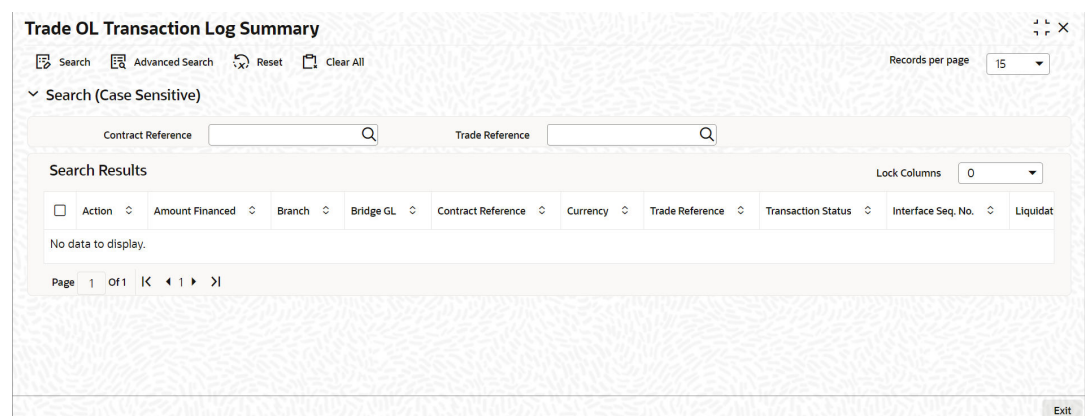 Trade OL Transaction Log Summary
Search Advanced Search Reset Clear All Records per page 15
Search (Case Sensitive)
Contract Reference Trade Reference
Search Results Lock Columns 0
Action Amount Financed Branch Bridge GL Contract Reference Currency Trade Reference Transaction Status Interface Seq. No. Liquidat
No data to display.
Page 1 Of 1 1
Exit